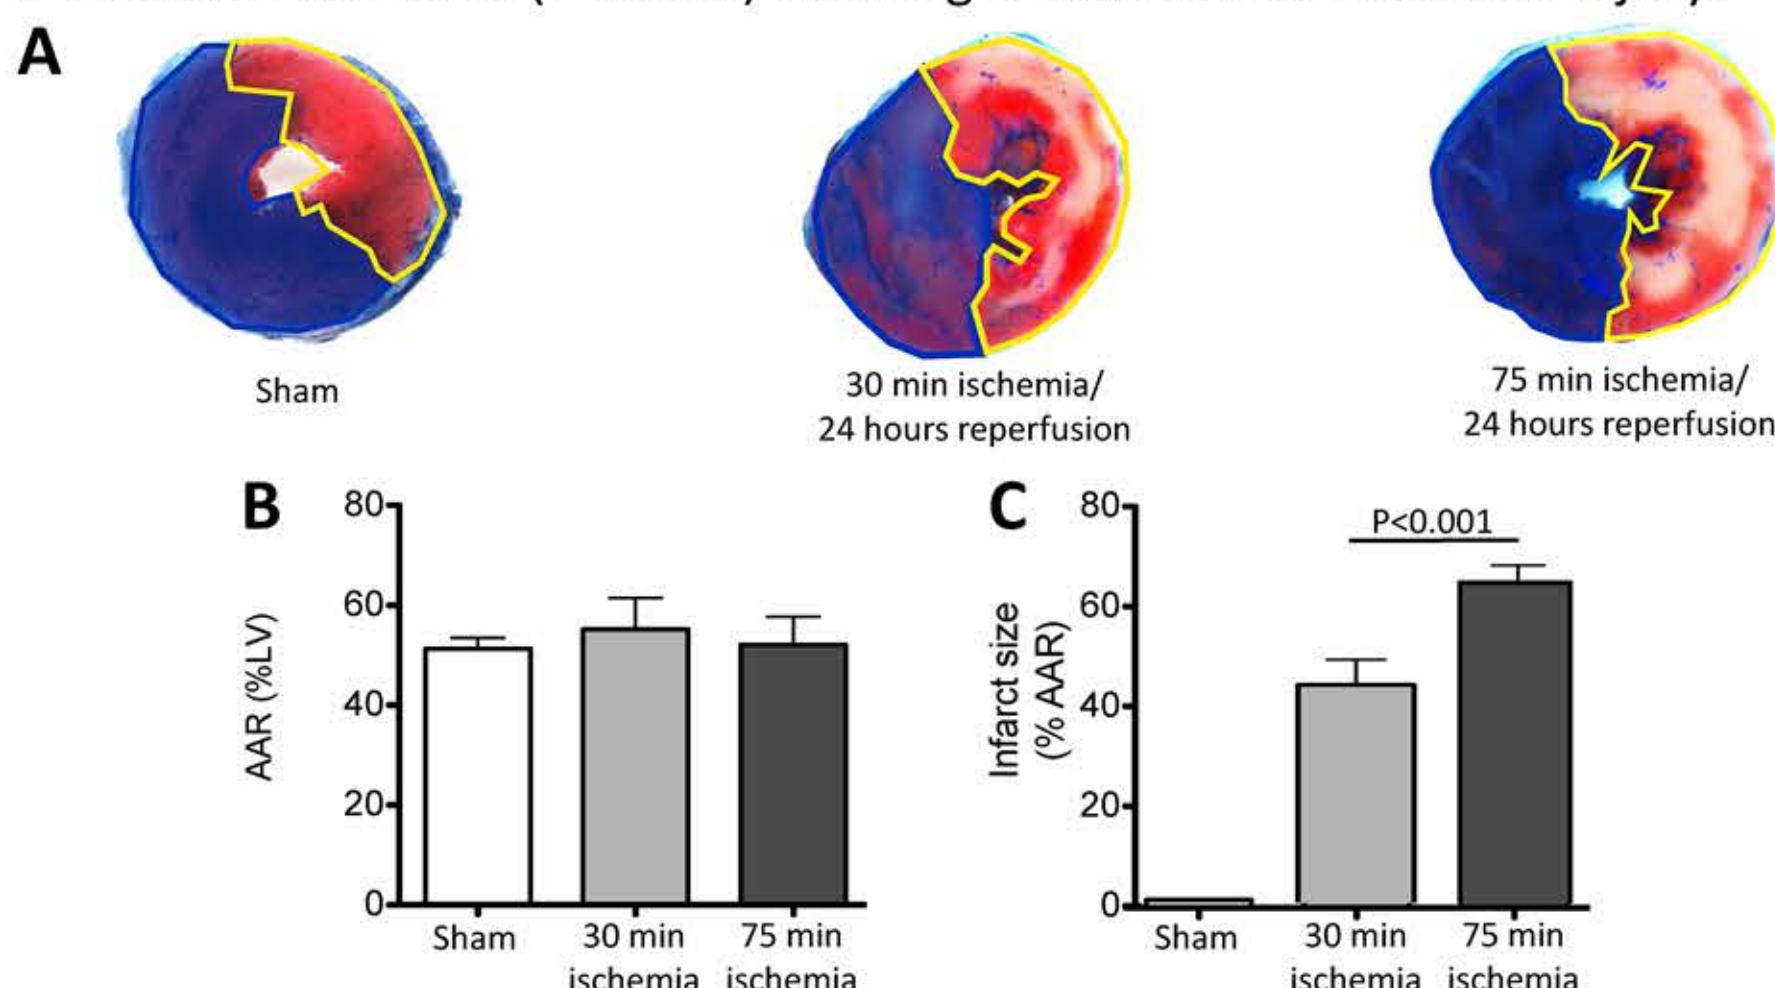 A
Sham
30 min ischemia/
24 hours reperfusion
75 min ischemia/
24 hours reperfusion
B
80
60
40
20
0
AAR (%LV)
Sham
30 min
ischemia
75 min
ischemia
C
80
60
40
20
0
Infarct size
(% AAR)
P<0.001
Sham
30 min
ischemia
75 min
ischemia